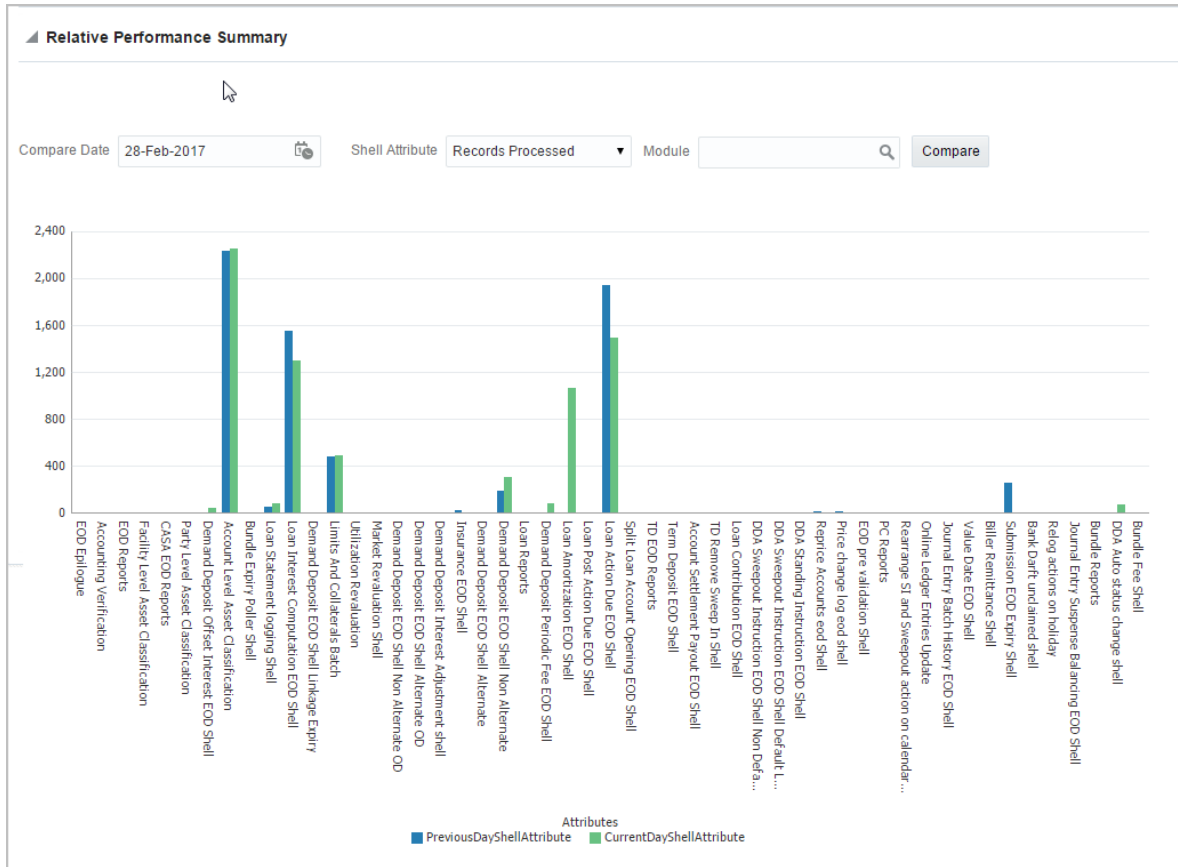 Relative Performance Summary
Compare Date 28-Feb-2017 Shell Attribute Records Processed Module Compare
2,400
2,000
1,600
1,200
800
400
0
EOD Epilogue
Accounting Verification
EOD Reports
Facility Level Asset Classification
CASA EOD Reports
Party Level Asset Classification
Demand Deposit Offset Interest EOD Shell
Account Level Asset Classification
Bundle Expiry Poller Shell
Loan Statement logging Shell
Loan Interest Computation EOD Shell
Demand Deposit EOD Shell Linkage Expiry
Limits And Collaterals Batch
Utilization Revaluation
Market Revaluation Shell
Demand Deposit EOD Shell Non Alternate OD
Demand Deposit EOD Shell Alternate OD
Demand Deposit Interest Adjustment shell
Insurance EOD Shell
Demand Deposit EOD Shell Alternate
Demand Deposit EOD Shell Non Alternate
Loan Reports
Demand Deposit Periodic Fee EOD Shell
Loan Amortization EOD Shell
Loan Post Action Due EOD Shell
Loan Action Due EOD Shell
Split Loan Account Opening EOD Shell
TD EOD Reports
Term Deposit EOD Shell
Account Settlement Payout EOD Shell
TD Remove Sweep In Shell
Loan Contribution EOD Shell
DDA Sweepout Instruction EOD Shell Non Defa...
DDA Sweepout Instruction EOD Shell Default L...
DDA Standing Instruction EOD Shell
Reprice Accounts eod Shell
Price change log eod shell
EOD pre validation Shell
PC Reports
Rearrange SI and Sweepout action on calendar...
Online Ledger Entries Update
Journal Entry Batch History EOD Shell
Value Date EOD Shell
Biller Remittance Shell
Submission EOD Expiry Shell
Bank Darft unclaimed shell
Relog actions on holiday
Journal Entry Suspense Balancing EOD Shell
Bundle Reports
DDA Auto status change shell
Bundle Fee Shell
Attributes
PreviousDayShellAttribute CurrentDayShellAttribute